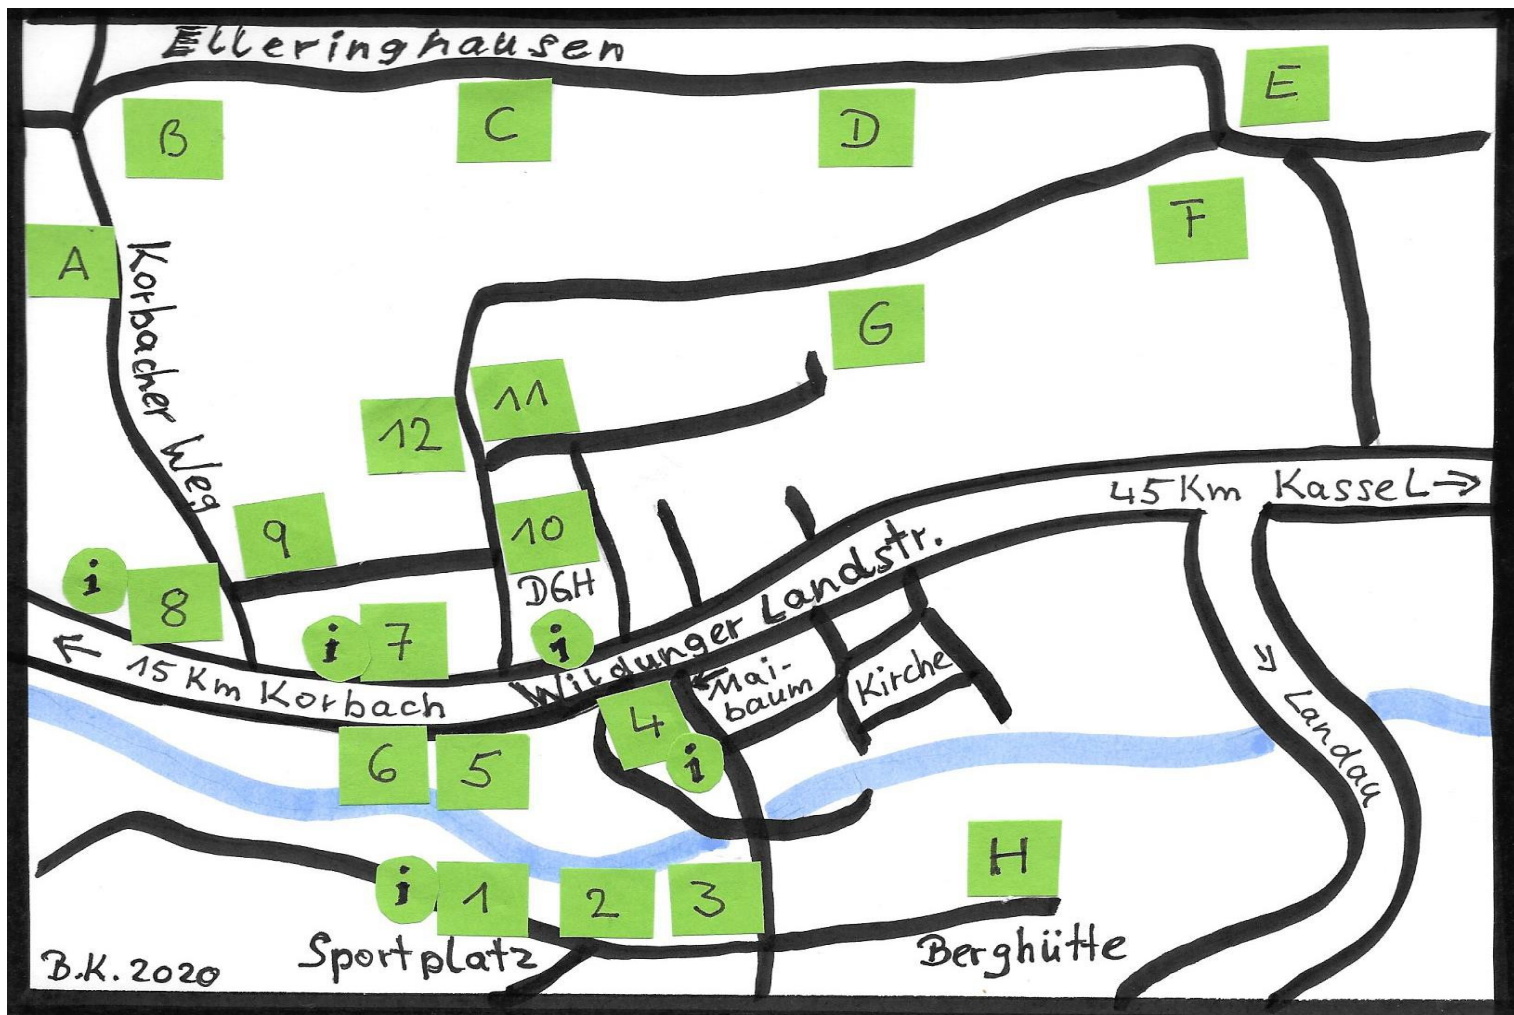 Elleringhausen
E
B
C
D
F
A
Korbacher Weg
G
11
12
45 Km Kassel →
9
10
DGH
i
8
i
7
i
Wildunger Landstr.
← 15 Km Korbach
← Mai-
baum
Kirche
4
i
→ Landau
6
5
H
i
1
2
3
Sportplatz
Berghütte
B.K. 2020